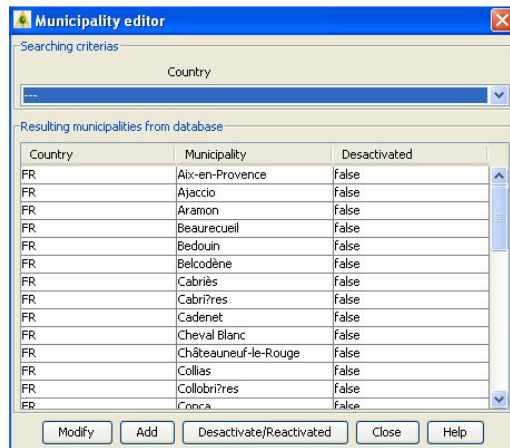 Municipality editor
Searching criterias
Country
---
Resulting municipalities from database
Country Municipality Desactivated
FR Aix-en-Provence false
FR Ajaccio false
FR Aramon false
FR Beaurecueil false
FR Bedouin false
FR Belcodène false
FR Cabriès false
FR Cabri?res false
FR Cadenet false
FR Cheval Blanc false
FR Châteauneuf-le-Rouge false
FR Collias false
FR Collobri?res false
FR Conca false
Modify Add Desactivate/Reactivated Close Help